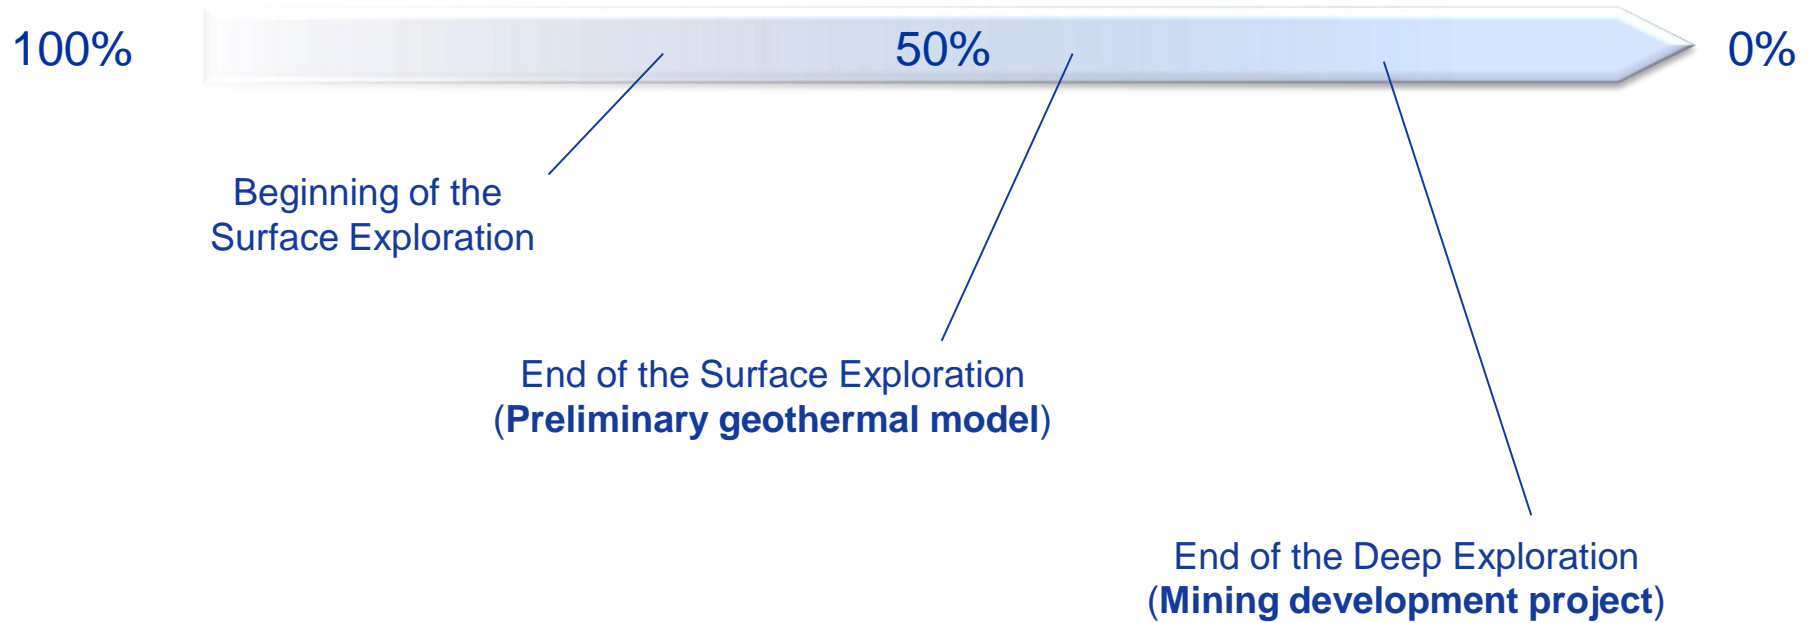 100%
50%
0%
Beginning of the
Surface Exploration
End of the Surface Exploration
(Preliminary geothermal model)
End of the Deep Exploration
(Mining development project)